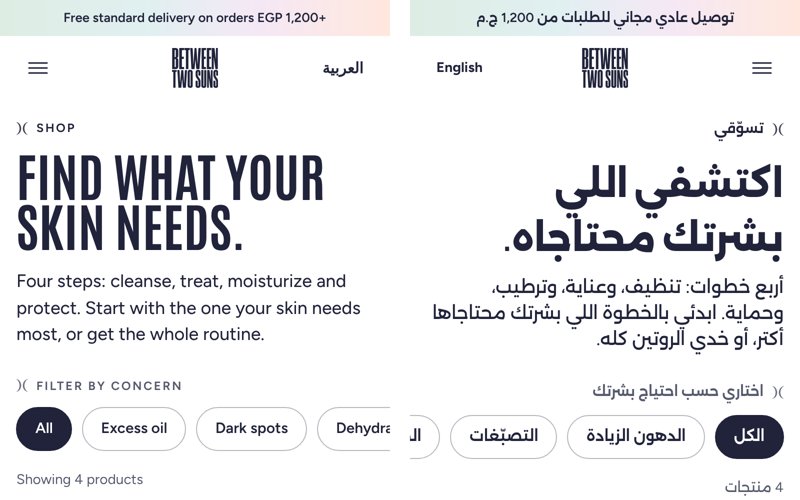 Free standard delivery on orders EGP 1,200+
العربية
BETWEEN
TWO SUNS
SHOP
FIND WHAT YOUR
SKIN NEEDS.
Four steps: cleanse, treat, moisturize and
protect. Start with the one your skin needs
most, or get the whole routine.
FILTER BY CONCERN
All
Excess oil
Dark spots
Showing 4 products
توصيل عادي مجاني للطلبات من 1,200 ج.م
English
BETWEEN
TWO SUNS
تسوّقي
اكتشفي اللي
بشرتك محتاجاه.
أربع خطوات: تنظيف، وعناية، وترطيب،
وحماية. ابدئي بالخطوة اللي بشرتك محتاجاها
أكتر، أو خدي الروتين كله.
اختاري حسب احتياج بشرتك
الكل
الدهون الزيادة
التصبّغات
4 منتجات